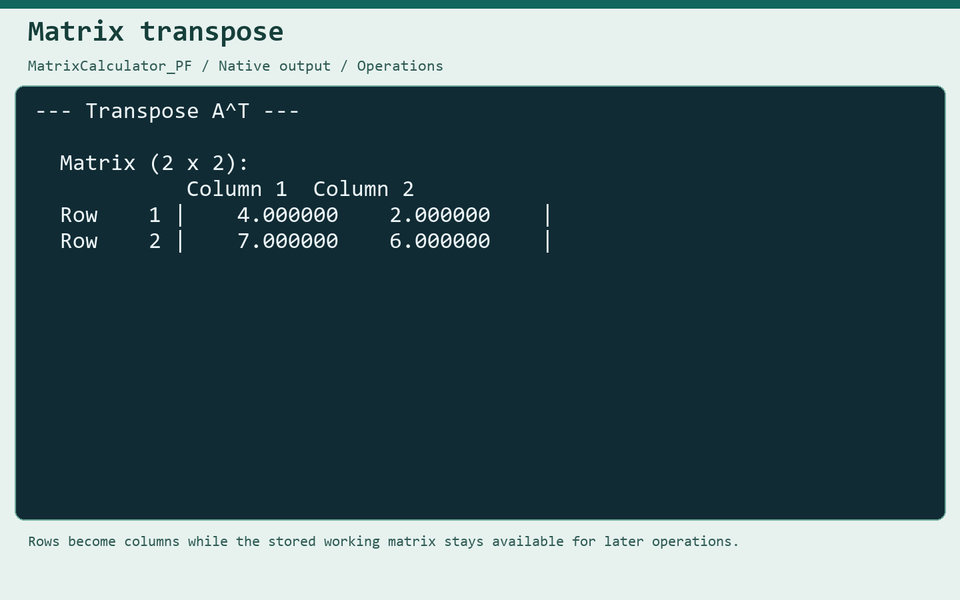 Matrix transpose
MatrixCalculator_PF / Native output / Operations
--- Transpose A^T ---
Matrix (2 x 2):
Column 1  Column 2
Row    1 |    4.000000    2.000000    |
Row    2 |    7.000000    6.000000    |
Rows become columns while the stored working matrix stays available for later operations.